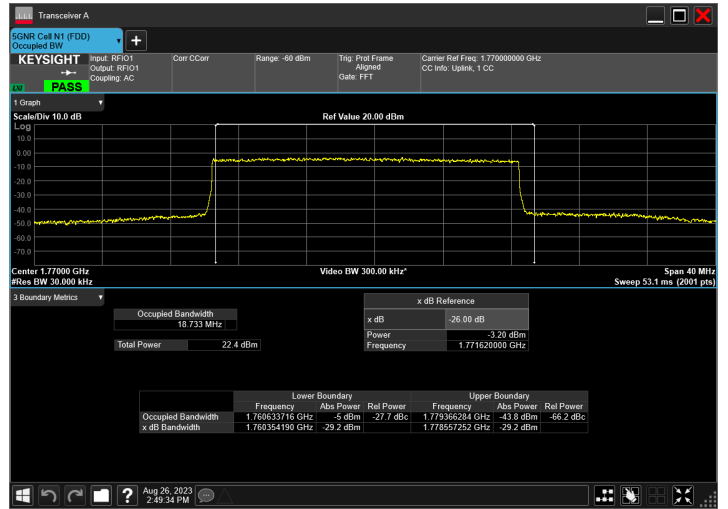 Transceiver A
5GNR Cell N1 (FDD)
Occupied BW
KEYSIGHT
LXI
PASS
Input: RFIO1
Output: RFIO1
Coupling: AC
Corr CCorr
Range: -60 dBm
Trig: Prot Frame
Aligned
Gate: FFT
Carrier Ref Freq: 1.770000000 GHz
CC Info: Uplink, 1 CC
1 Graph
Scale/Div 10.0 dB
Ref Value 20.00 dBm
Log
10.0
0.00
-10.0
-20.0
-30.0
-40.0
-50.0
-60.0
-70.0
Center 1.77000 GHz
#Res BW 30.000 kHz
Video BW 300.00 kHz*
Span 40 MHz
Sweep 53.1 ms (2001 pts)
3 Boundary Metrics
Occupied Bandwidth
18.733 MHz
Total Power 22.4 dBm
x dB Reference
x dB -26.00 dB
Power -3.20 dBm
Frequency 1.771620000 GHz
Lower Boundary Upper Boundary
Frequency Abs Power Rel Power Frequency Abs Power Rel Power
Occupied Bandwidth 1.760633716 GHz -5 dBm -27.7 dBc 1.779366284 GHz -43.8 dBm -66.2 dBc
x dB Bandwidth 1.760354190 GHz -29.2 dBm 1.778557252 GHz -29.2 dBm
Aug 26, 2023
2:49:34 PM